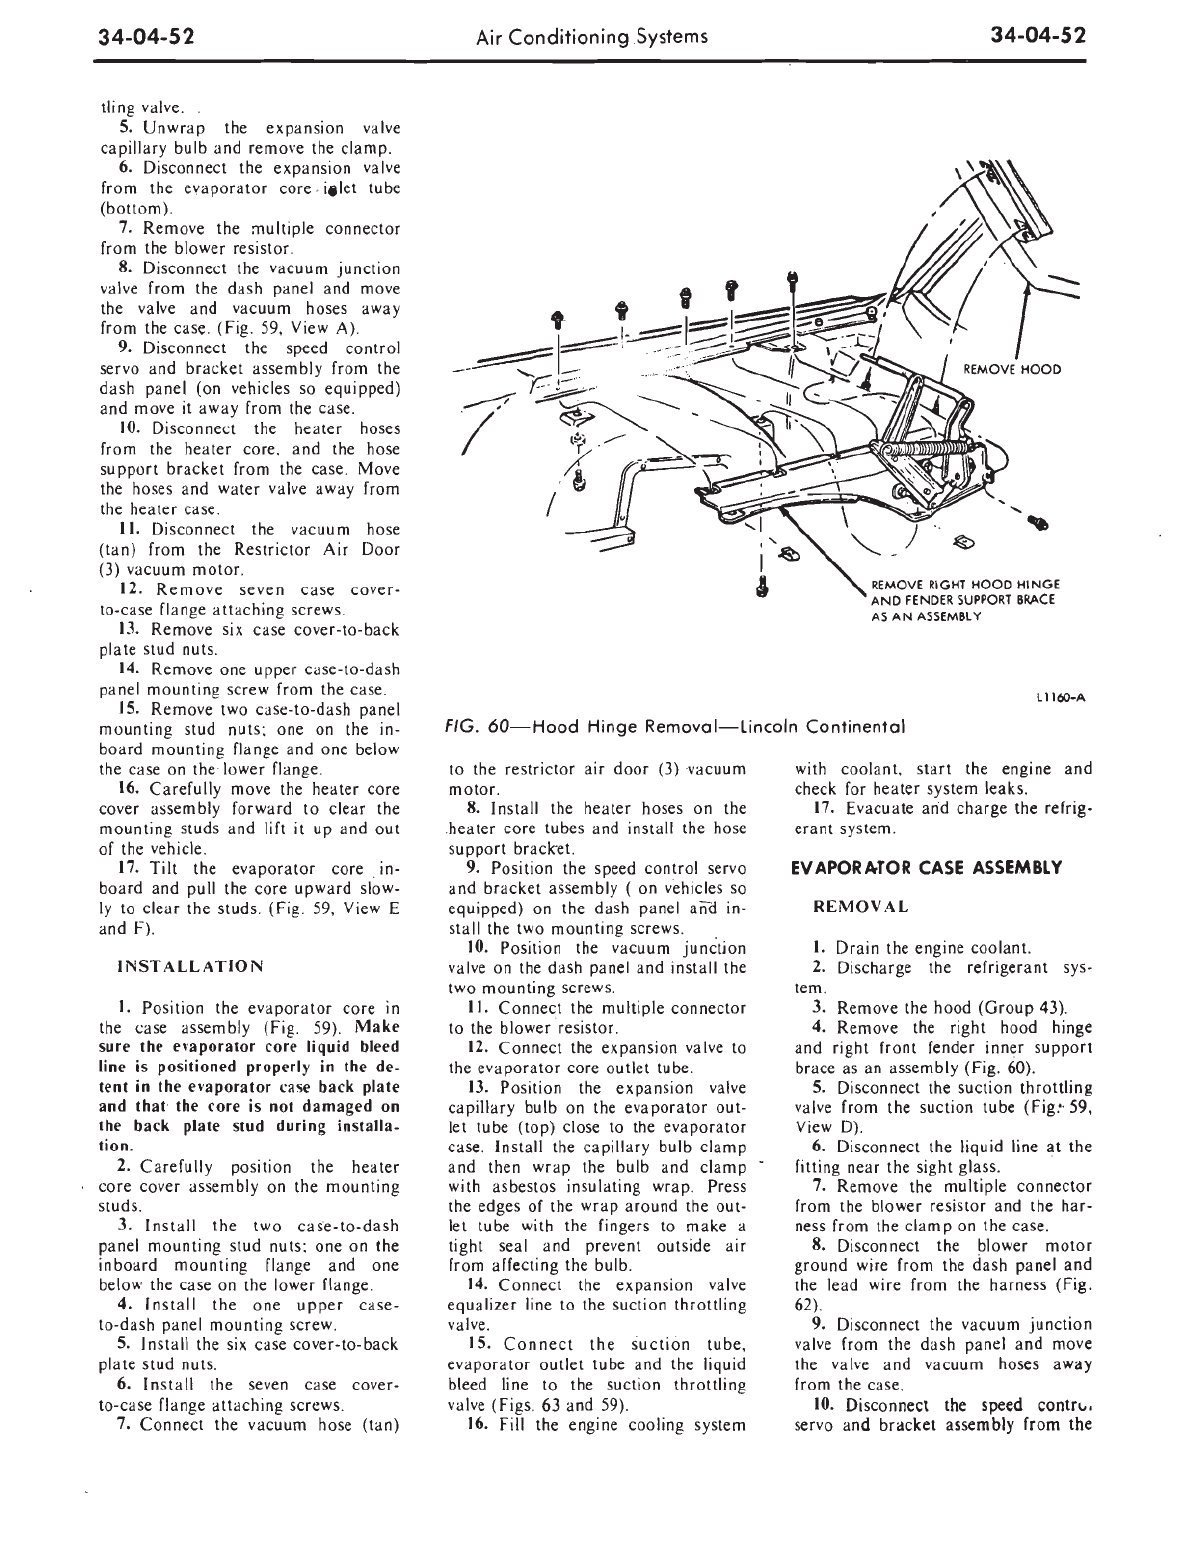 34-04-52
Air Conditioning Systems
34-04-52
tling valve.
5. Unwrap the expansion valve
capillary bulb and remove the clamp.
6. Disconnect the expansion valve
from the evaporator core inlet tube
(bottom).
7. Remove the multiple connector
from the blower resistor.
8. Disconnect the vacuum junction
valve from the dash panel and move
the valve and vacuum hoses away
from the case. (Fig. 59, View A).
9. Disconnect the speed control
servo and bracket assembly from the
dash panel (on vehicles so equipped)
and move it away from the case.
10. Disconnect the heater hoses
from the heater core, and the hose
support bracket from the case. Move
the hoses and water valve away from
the heater case.
11. Disconnect the vacuum hose
(tan) from the Restrictor Air Door
(3) vacuum motor.
12. Remove seven case cover-
to-case flange attaching screws.
13. Remove six case cover-to-back
plate stud nuts.
14. Remove one upper case-to-dash
panel mounting screw from the case.
15. Remove two case-to-dash panel
mounting stud nuts; one on the in-
board mounting flange and one below
the case on the lower flange.
16. Carefully move the heater core
cover assembly forward to clear the
mounting studs and lift it up and out
of the vehicle.
17. Tilt the evaporator core in-
board and pull the core upward slow-
ly to clear the studs. (Fig. 59, View E
and F).
INSTALLATION
1. Position the evaporator core in
the case assembly (Fig. 59). Make
sure the evaporator core liquid bleed
line is positioned properly in the de-
tent in the evaporator case back plate
and that the core is not damaged on
the back plate stud during installa-
tion.
2. Carefully position the heater
core cover assembly on the mounting
studs.
3. Install the two case-to-dash
panel mounting stud nuts; one on the
inboard mounting flange and one
below the case on the lower flange.
4. Install the one upper case-
to-dash panel mounting screw.
5. Install the six case cover-to-back
plate stud nuts.
6. Install the seven case cover-
to-case flange attaching screws.
7. Connect the vacuum hose (tan)
REMOVE HOOD
REMOVE RIGHT HOOD HINGE
AND FENDER SUPPORT BRACE
AS AN ASSEMBLY
L1160-A
FIG. 60—Hood Hinge Removal—Lincoln Continental
to the restrictor air door (3) vacuum
motor.
8. Install the heater hoses on the
heater core tubes and install the hose
support bracket.
9. Position the speed control servo
and bracket assembly ( on vehicles so
equipped) on the dash panel and in-
stall the two mounting screws.
10. Position the vacuum junction
valve on the dash panel and install the
two mounting screws.
11. Connect the multiple connector
to the blower resistor.
12. Connect the expansion valve to
the evaporator core outlet tube.
13. Position the expansion valve
capillary bulb on the evaporator out-
let tube (top) close to the evaporator
case. Install the capillary bulb clamp
and then wrap the bulb and clamp
with asbestos insulating wrap. Press
the edges of the wrap around the out-
let tube with the fingers to make a
tight seal and prevent outside air
from affecting the bulb.
14. Connect the expansion valve
equalizer line to the suction throttling
valve.
15. Connect the suction tube,
evaporator outlet tube and the liquid
bleed line to the suction throttling
valve (Figs. 63 and 59).
16. Fill the engine cooling system
with coolant, start the engine and
check for heater system leaks.
17. Evacuate and charge the refrig-
erant system.
EVAPORATOR CASE ASSEMBLY
REMOVAL
1. Drain the engine coolant.
2. Discharge the refrigerant sys-
tem.
3. Remove the hood (Group 43).
4. Remove the right hood hinge
and right front fender inner support
brace as an assembly (Fig. 60).
5. Disconnect the suction throttling
valve from the suction tube (Fig. 59,
View D).
6. Disconnect the liquid line at the
fitting near the sight glass.
7. Remove the multiple connector
from the blower resistor and the har-
ness from the clamp on the case.
8. Disconnect the blower motor
ground wire from the dash panel and
the lead wire from the harness (Fig.
62).
9. Disconnect the vacuum junction
valve from the dash panel and move
the valve and vacuum hoses away
from the case.
10. Disconnect the speed control
servo and bracket assembly from the